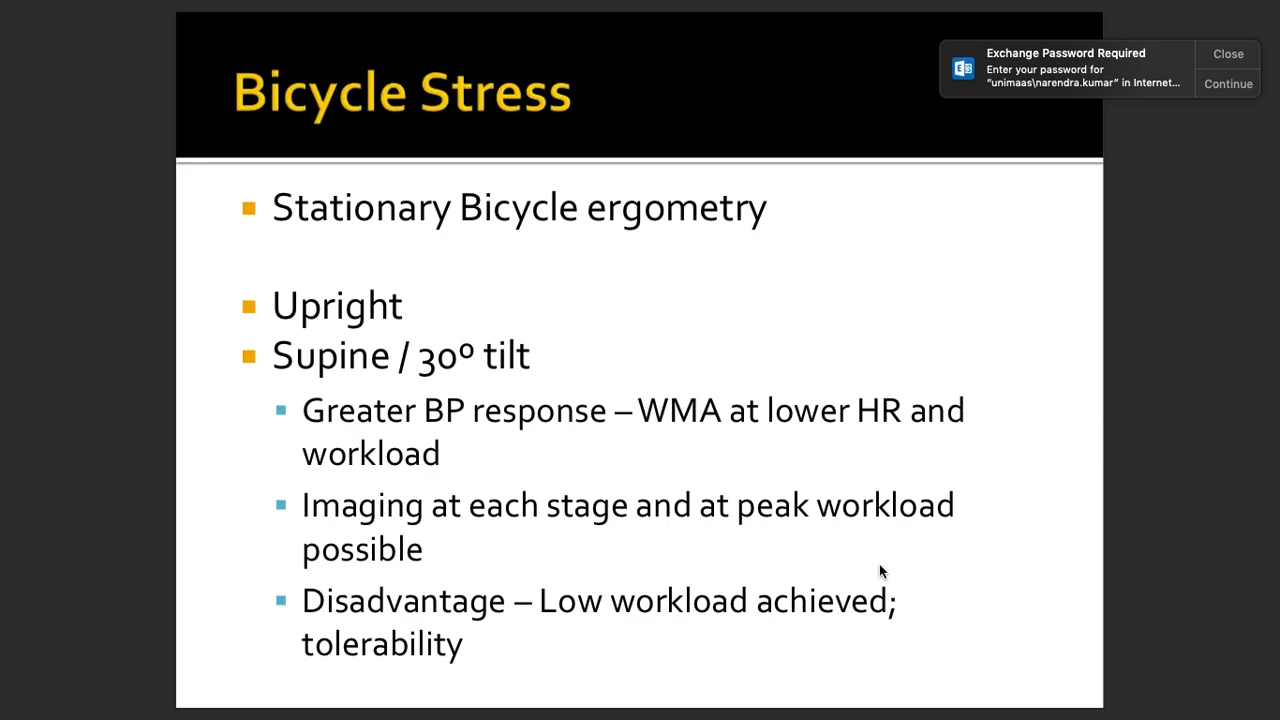 Bicycle Stress
Exchange Password Required
Enter your password for
"unimaas\narendra.kumar" in Internet...
Close
Continue
Stationary Bicycle ergometry
Upright
Supine / 30º tilt
Greater BP response – WMA at lower HR and
workload
Imaging at each stage and at peak workload
possible
Disadvantage – Low workload achieved;
tolerability